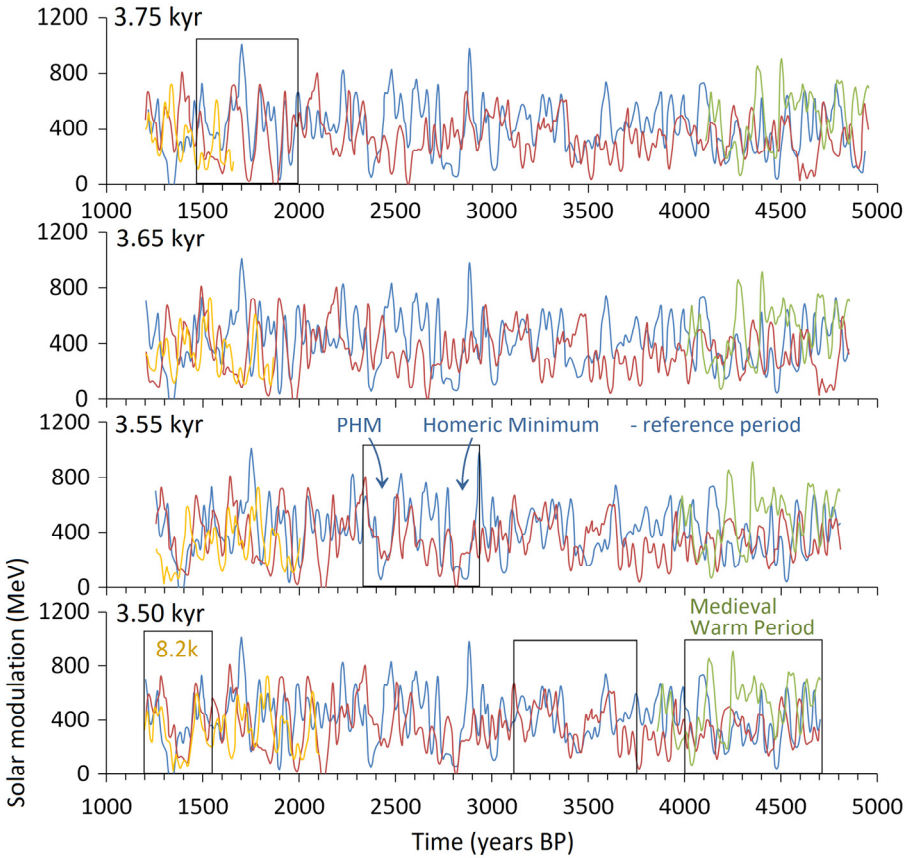 1200
3.75 kyr
800
400
0
1000 1500 2000 2500 3000 3500 4000 4500 5000
1200
3.65 kyr
800
400
0
1000 1500 2000 2500 3000 3500 4000 4500 5000
1200
3.55 kyr
PHM Homeric Minimum - reference period
800
400
0
1000 1500 2000 2500 3000 3500 4000 4500 5000
1200
3.50 kyr
8.2k
Medieval
Warm Period
800
400
0
1000 1500 2000 2500 3000 3500 4000 4500 5000
Solar modulation (MeV)
Time (years BP)